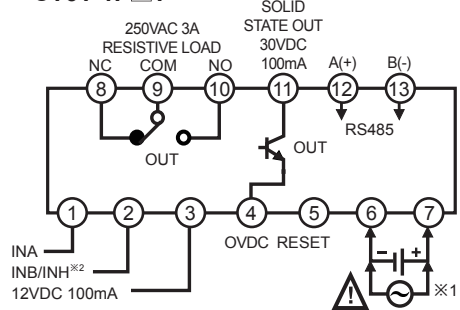 SOLID
STATE OUT
30VDC
100mA
250VAC 3A
RESISTIVE LOAD
NC COM NO
A(+) B(-)
8 9 10 11 12 13
RS485
OUT
OUT
1 2 3 4 5 6 7
0VDC RESET
INA
INB/INH※2
12VDC 100mA
- +
※1